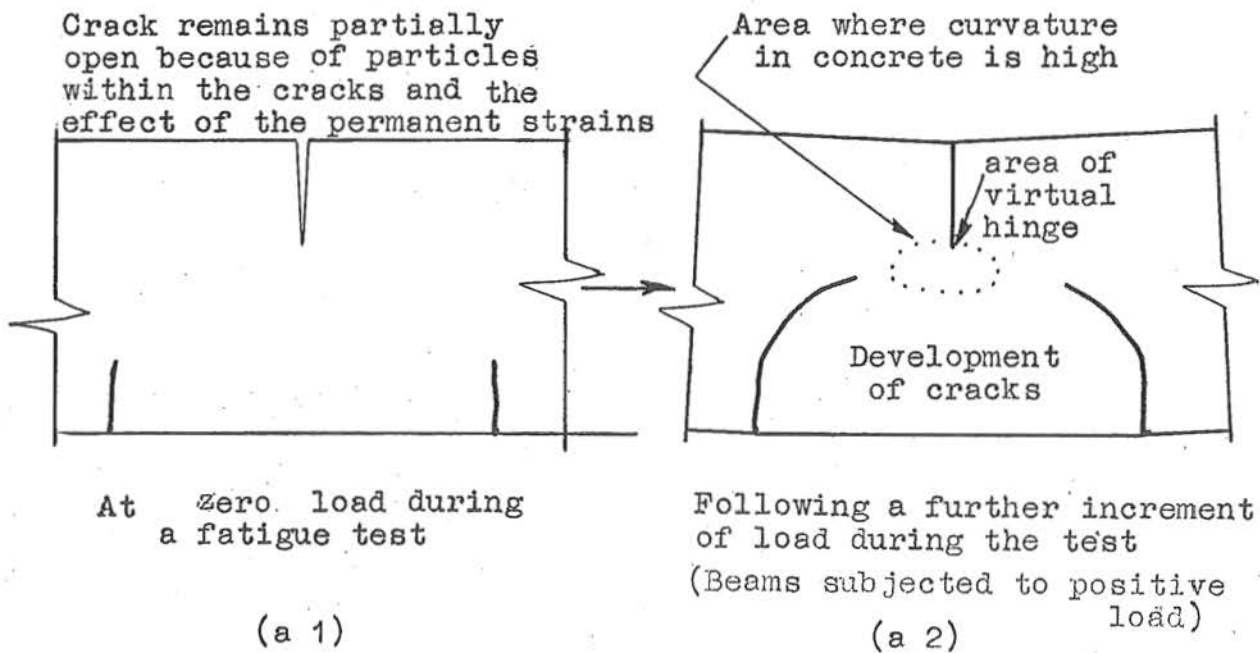 Crack remains partially
open because of particles
within the cracks and the
effect of the permanent strains
Area where curvature
in concrete is high
area of
virtual
hinge
Development
of cracks
At zero. load during
a fatigue test
Following a further increment
of load during the test
(Beams subjected to positive
load)
(a 1)
(a 2)